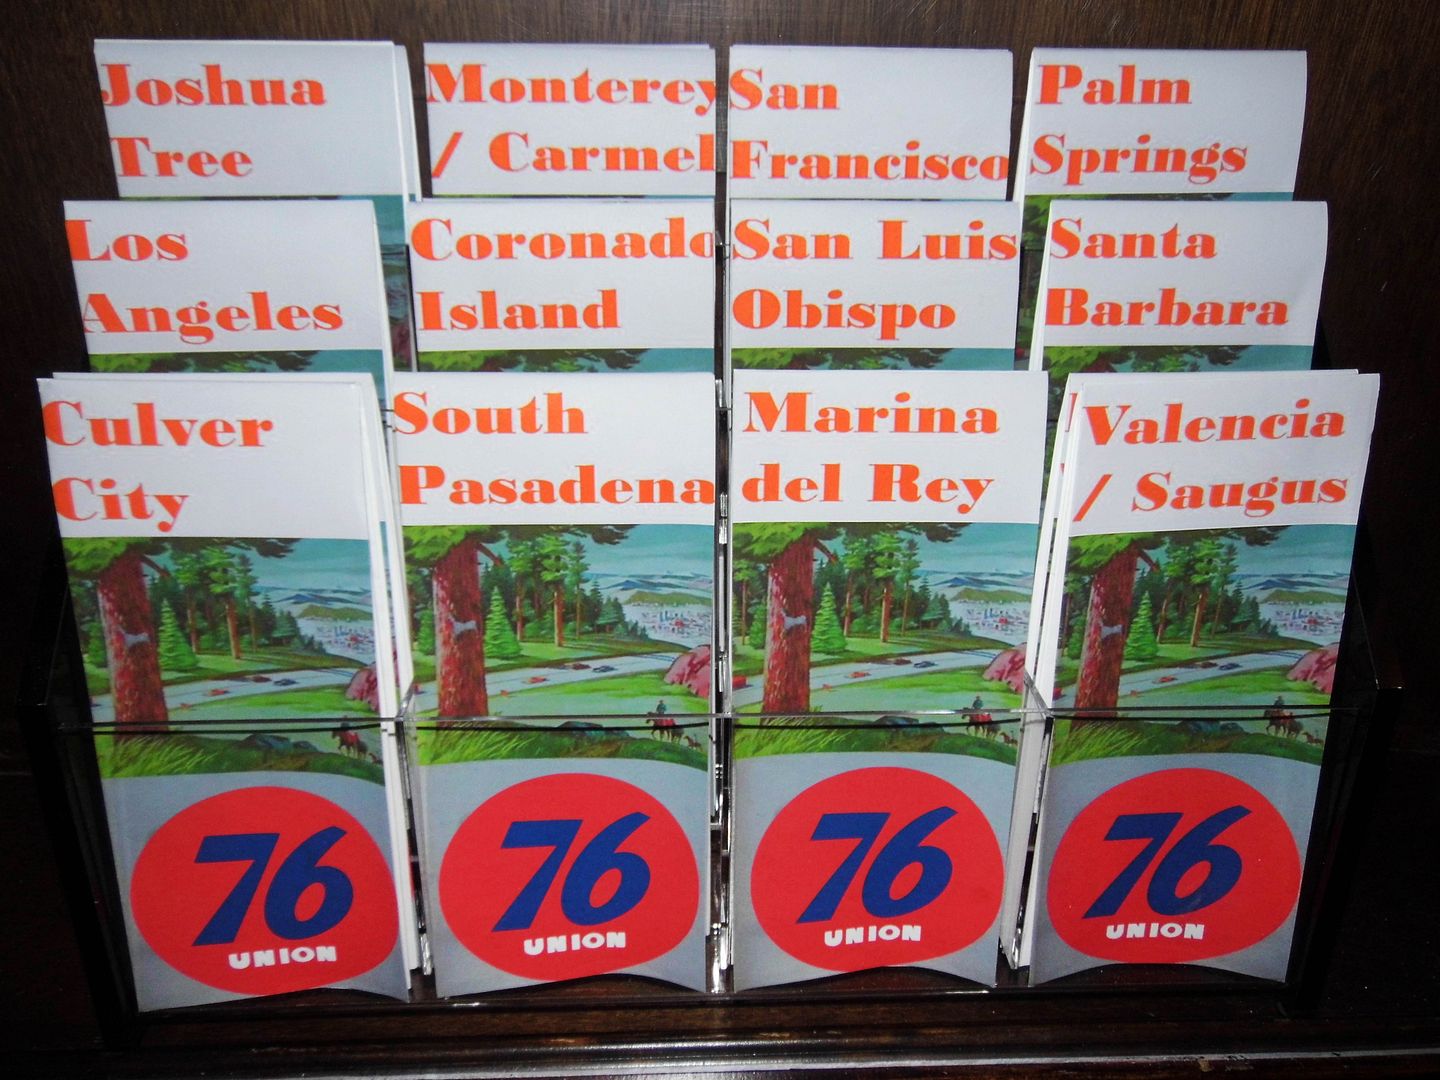 Joshua
Tree
Monterey
/ Carmel
San
Francisco
Palm
Springs
Los
Angeles
Coronado
Island
San Luis
Obispo
Santa
Barbara
Culver
City
South
Pasadena
Marina
del Rey
Valencia
/ Saugus
76
UNION
76
UNION
76
UNION
76
UNION